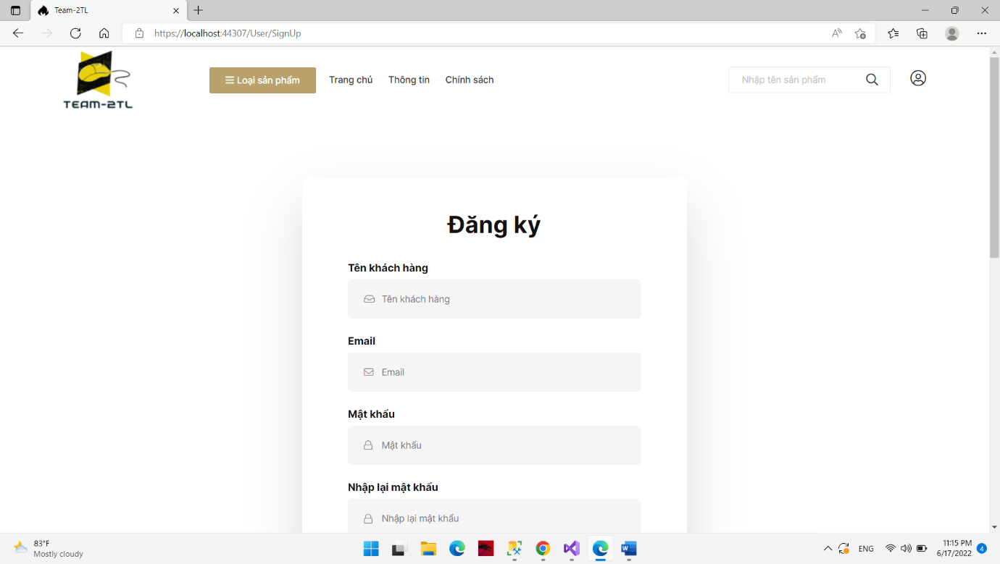 Team-2TL
https://localhost:44307/User/SignUp
TEAM-2TL
Loại sản phẩm
Trang chủ
Thông tin
Chính sách
Nhập tên sản phẩm
Đăng ký
Tên khách hàng
Tên khách hàng
Email
Email
Mật khẩu
Mật khẩu
Nhập lại mật khẩu
Nhập lại mật khẩu
83°F
Mostly cloudy
ENG
11:15 PM
6/17/2022
4